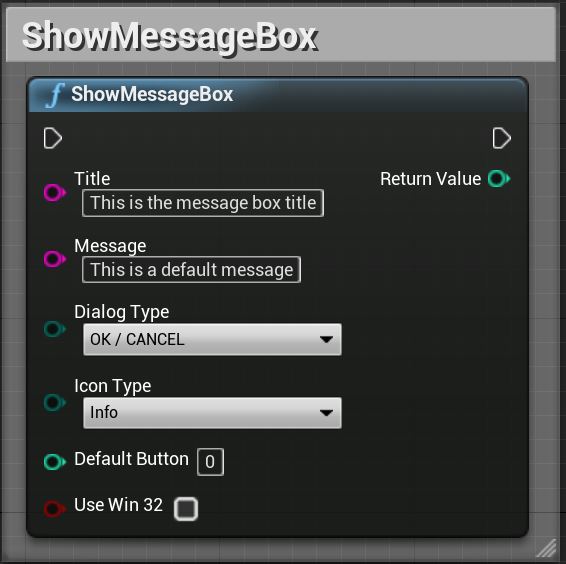 ShowMessageBox
ƒ ShowMessageBox
Title
Return Value
This is the message box title
Message
This is a default message
Dialog Type
OK / CANCEL
Icon Type
Info
Default Button 0
Use Win 32